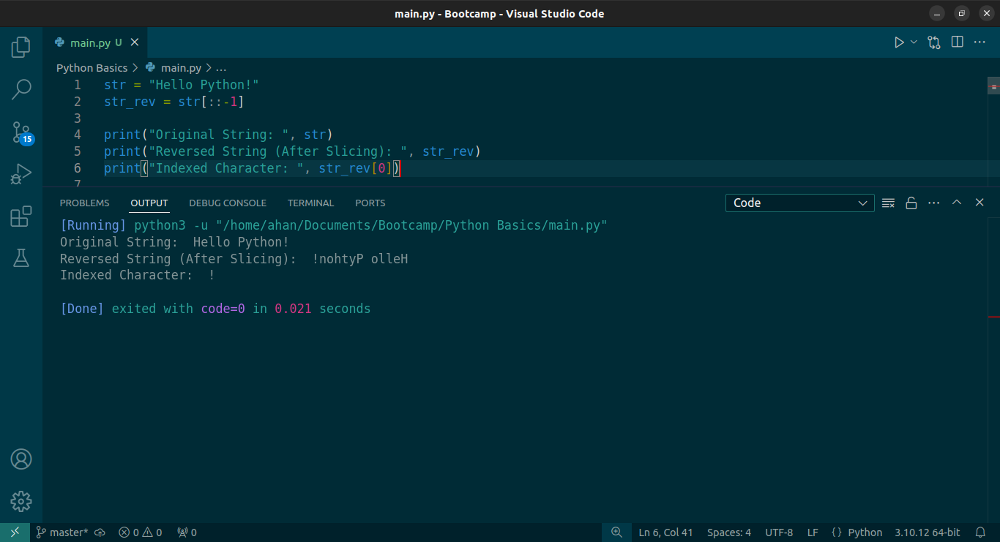 main.py - Bootcamp - Visual Studio Code
main.py U
Python Basics > main.py > ...
1 str = "Hello Python!"
2 str_rev = str[::-1]
3
4 print("Original String: ", str)
5 print("Reversed String (After Slicing): ", str_rev)
6 print("Indexed Character: ", str_rev[0])
7
15
PROBLEMS OUTPUT DEBUG CONSOLE TERMINAL PORTS Code
[Running] python3 -u "/home/ahan/Documents/Bootcamp/Python Basics/main.py"
Original String:  Hello Python!
Reversed String (After Slicing):  !nohtyP olleH
Indexed Character:  !
[Done] exited with code=0 in 0.021 seconds
master* 0 0 0 Ln 6, Col 41 Spaces: 4 UTF-8 LF {} Python 3.10.12 64-bit